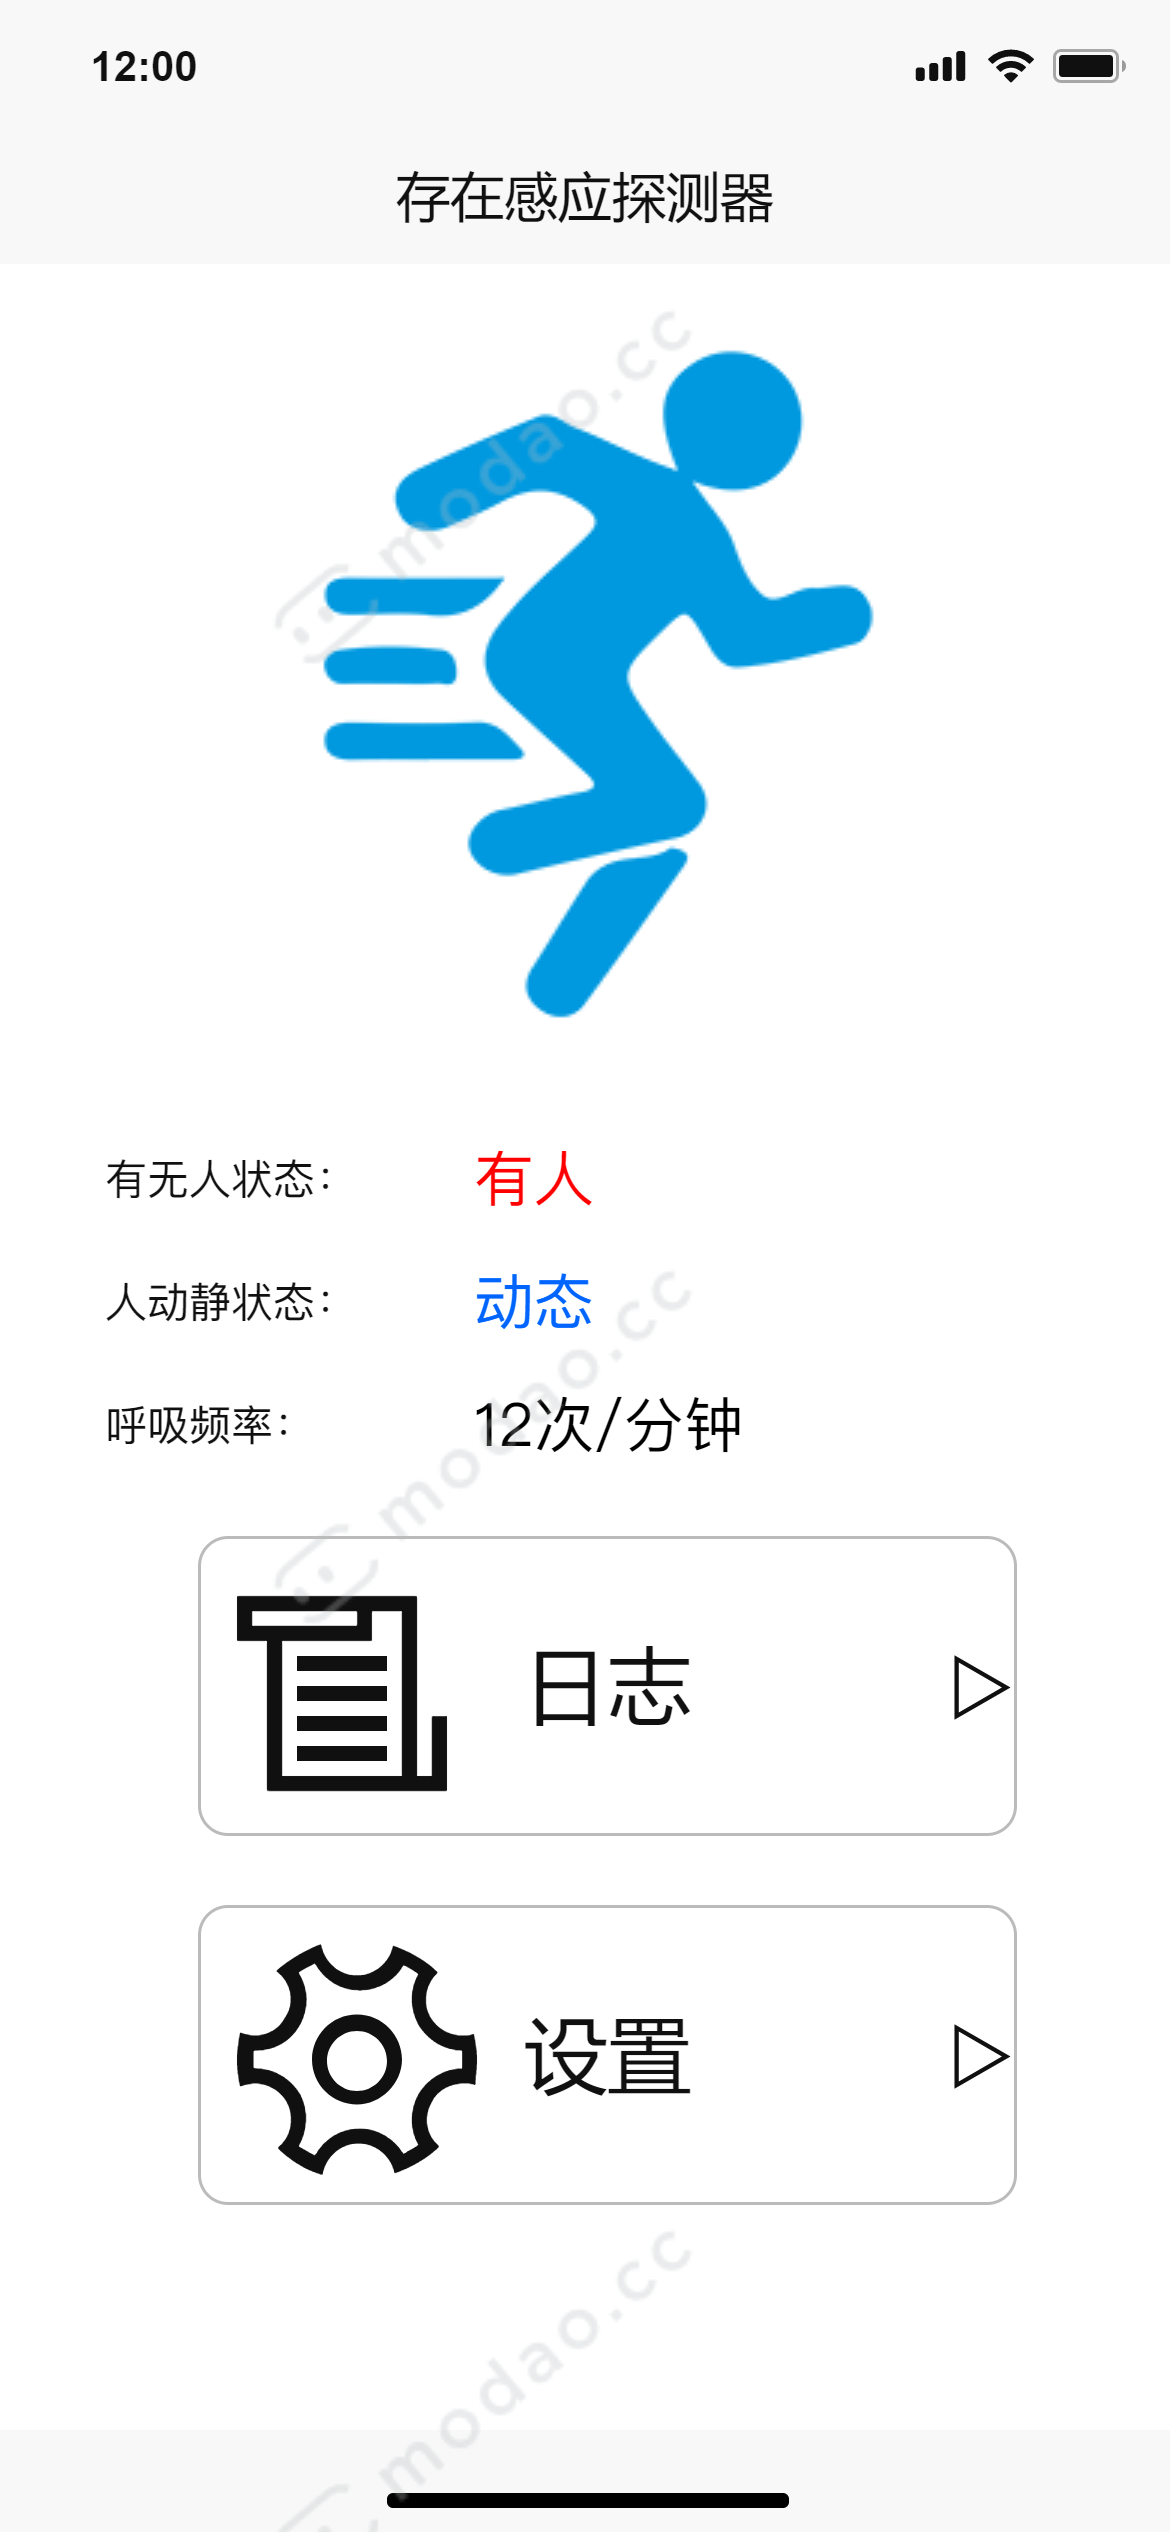 12:00
存在感应探测器
modao.cc
有无人状态：
有人
人动静状态：
动态
呼吸频率：
12次/分钟
modao.cc
日志
设置
modao.cc